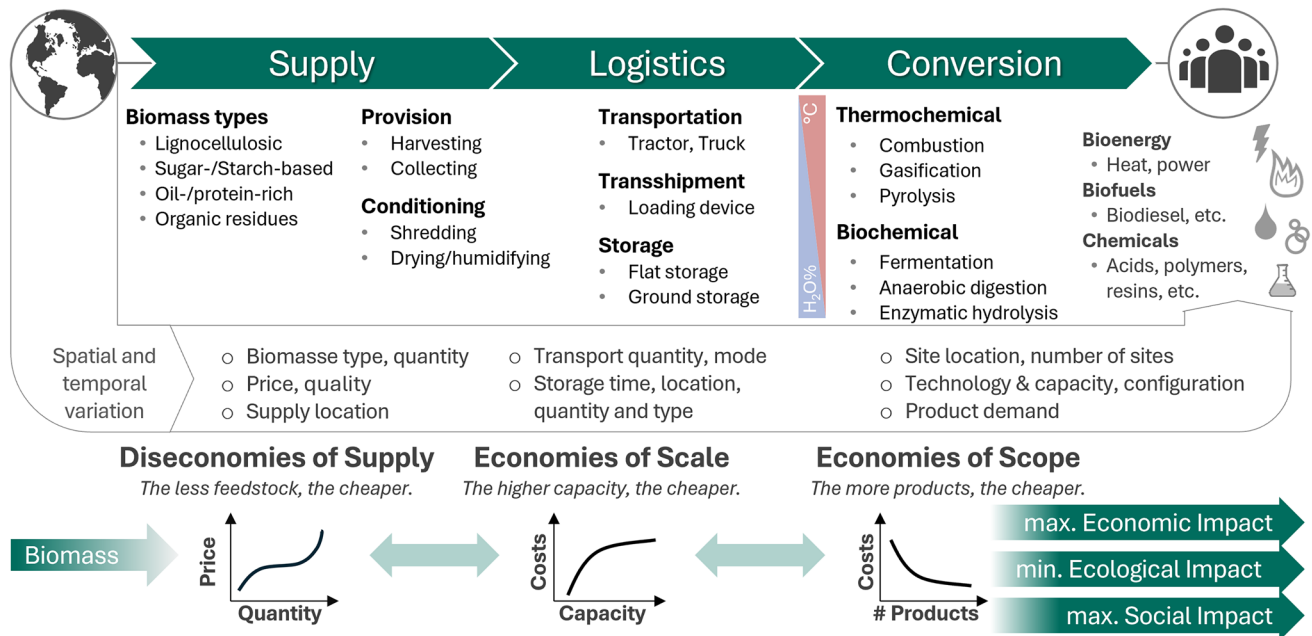 Supply
Logistics
Conversion
Biomass types
• Lignocellulosic
• Sugar-/Starch-based
• Oil-/protein-rich
• Organic residues
Provision
• Harvesting
• Collecting
Conditioning
• Shredding
• Drying/humidifying
Transportation
• Tractor, Truck
Transshipment
• Loading device
Storage
• Flat storage
• Ground storage
°C
H₂O%
Thermochemical
• Combustion
• Gasification
• Pyrolysis
Biochemical
• Fermentation
• Anaerobic digestion
• Enzymatic hydrolysis
Bioenergy
• Heat, power
Biofuels
• Biodiesel, etc.
Chemicals
• Acids, polymers,
resins, etc.
Spatial and
temporal
variation
o Biomasse type, quantity
o Price, quality
o Supply location
o Transport quantity, mode
o Storage time, location,
quantity and type
o Site location, number of sites
o Technology & capacity, configuration
o Product demand
Diseconomies of Supply
The less feedstock, the cheaper.
Economies of Scale
The higher capacity, the cheaper.
Economies of Scope
The more products, the cheaper.
Biomass
Price
Quantity
Costs
Capacity
Costs
# Products
max. Economic Impact
min. Ecological Impact
max. Social Impact